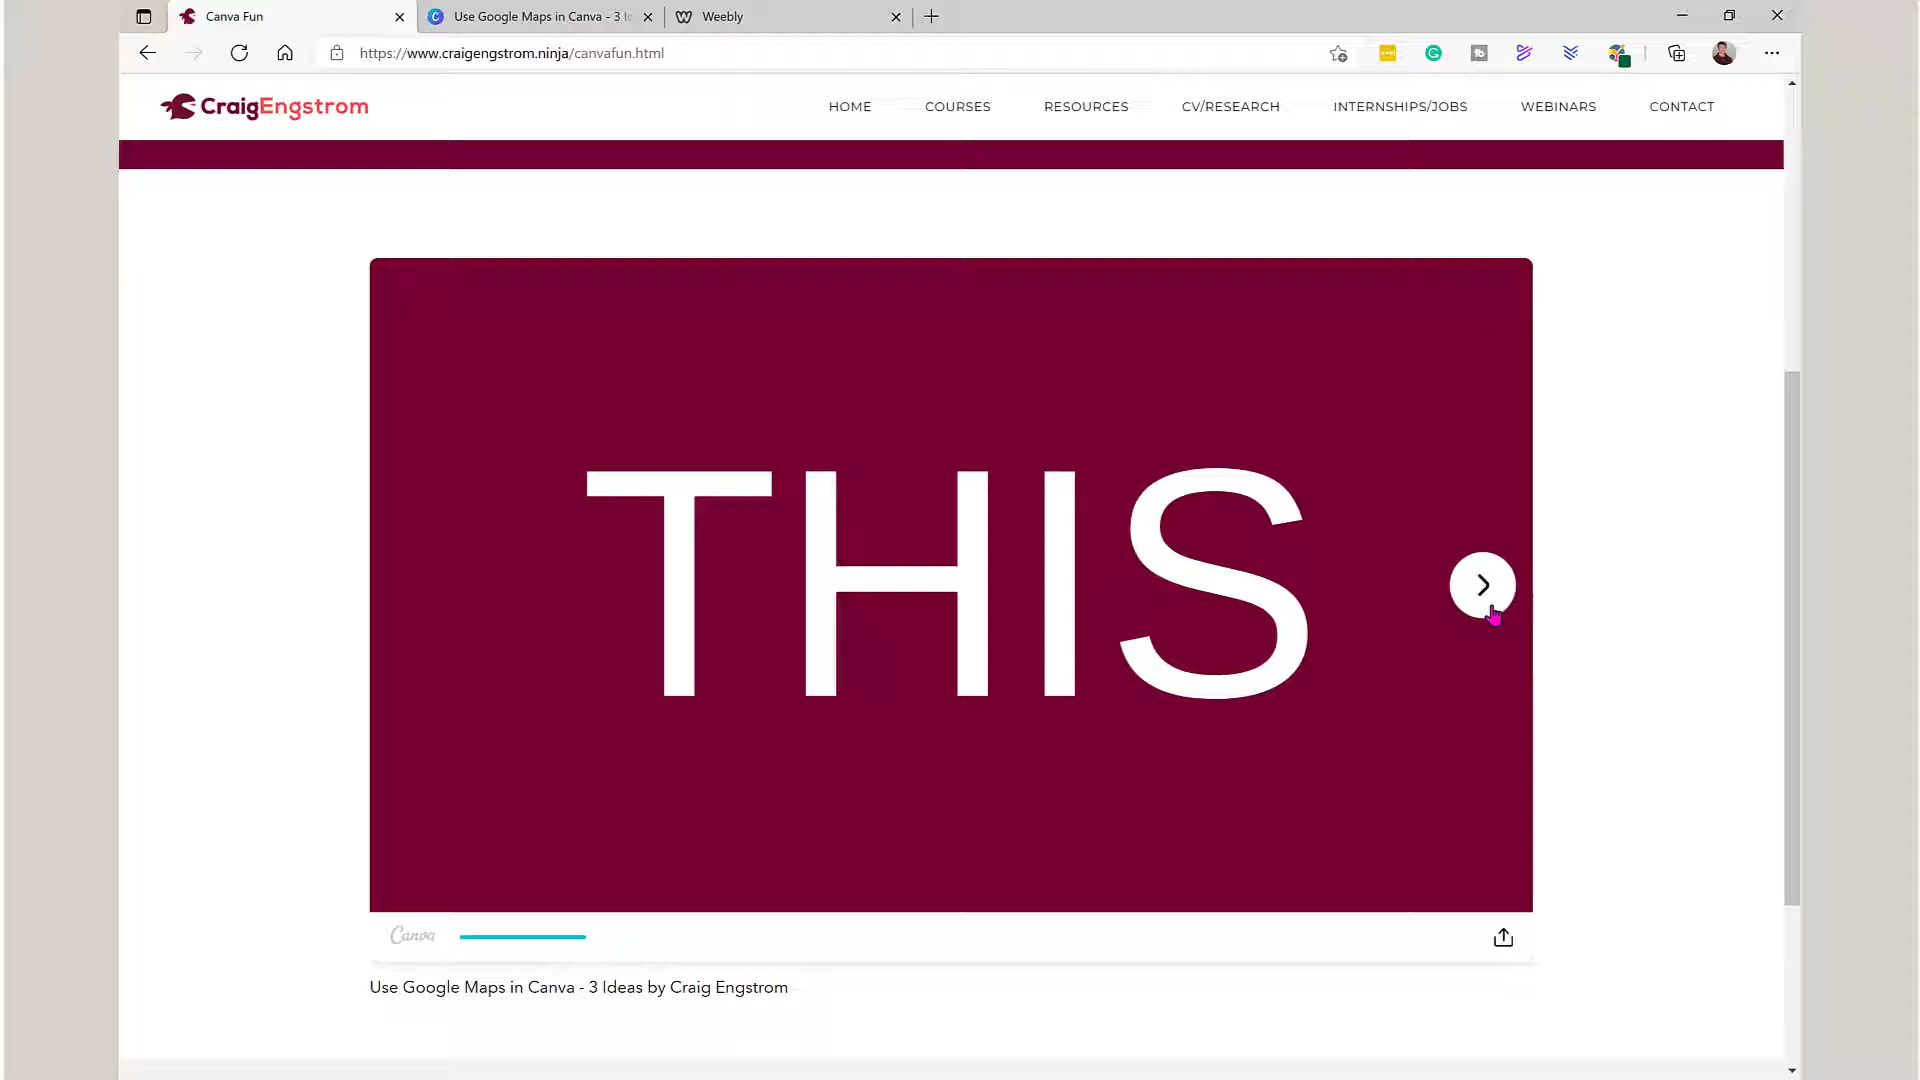 Canva Fun
Use Google Maps in Canva - 3
Weebly
https://www.craigengstrom.ninja/canvafun.html
CraigEngstrom
HOME
COURSES
RESOURCES
CV/RESEARCH
INTERNSHIPS/JOBS
WEBINARS
CONTACT
THIS
Canva
Use Google Maps in Canva - 3 Ideas by Craig Engstrom